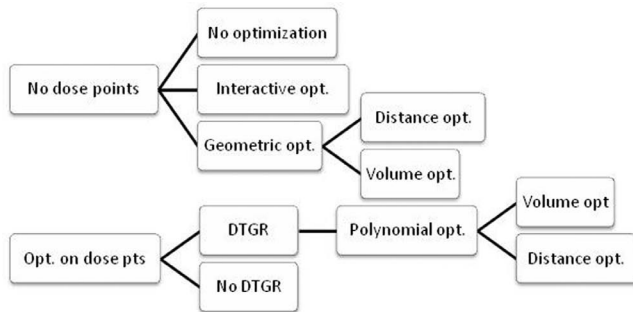 No optimization
No dose points
Interactive opt.
Geometric opt.
Distance opt.
Volume opt.
Opt. on dose pts
DTGR
No DTGR
Polynomial opt.
Volume opt
Distance opt.